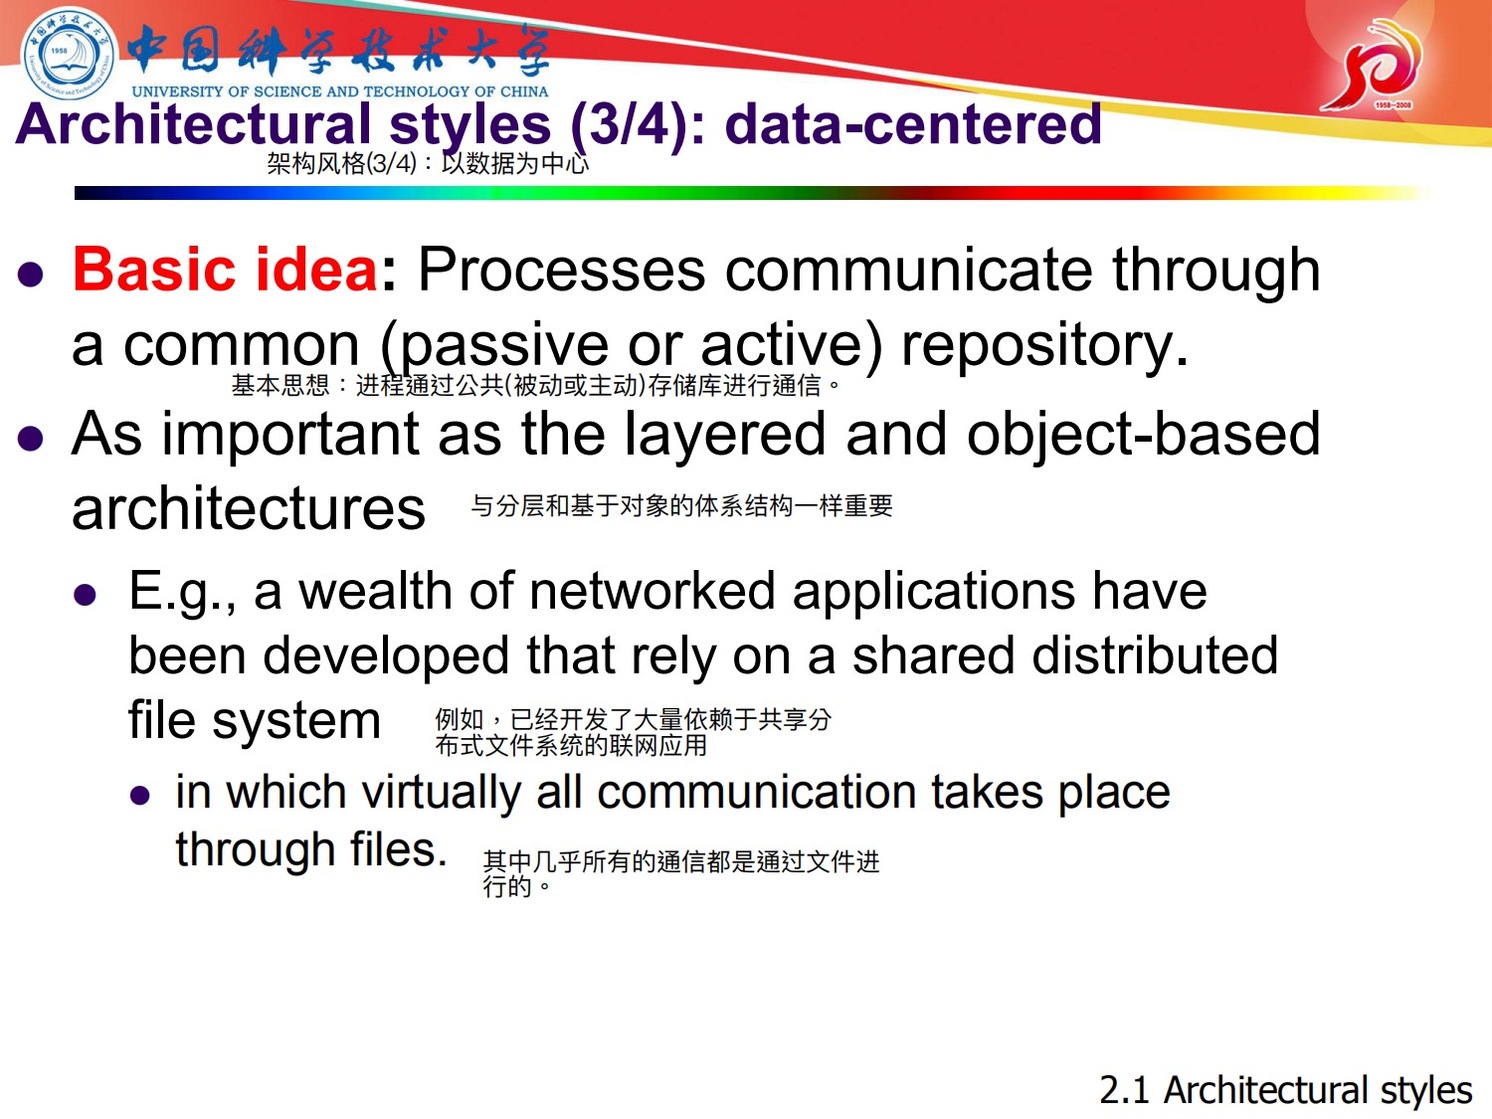 中国科学技术大学
UNIVERSITY OF SCIENCE AND TECHNOLOGY OF CHINA
1958
1958-2008
Architectural styles (3/4): data-centered
架构风格(3/4)：以数据为中心
Basic idea: Processes communicate through
a common (passive or active) repository.
基本思想：进程通过公共(被动或主动)存储库进行通信。
As important as the layered and object-based
architectures
与分层和基于对象的体系结构一样重要
E.g., a wealth of networked applications have
been developed that rely on a shared distributed
file system
例如，已经开发了大量依赖于共享分
布式文件系统的联网应用
in which virtually all communication takes place
through files.
其中几乎所有的通信都是通过文件进
行的。
2.1 Architectural styles